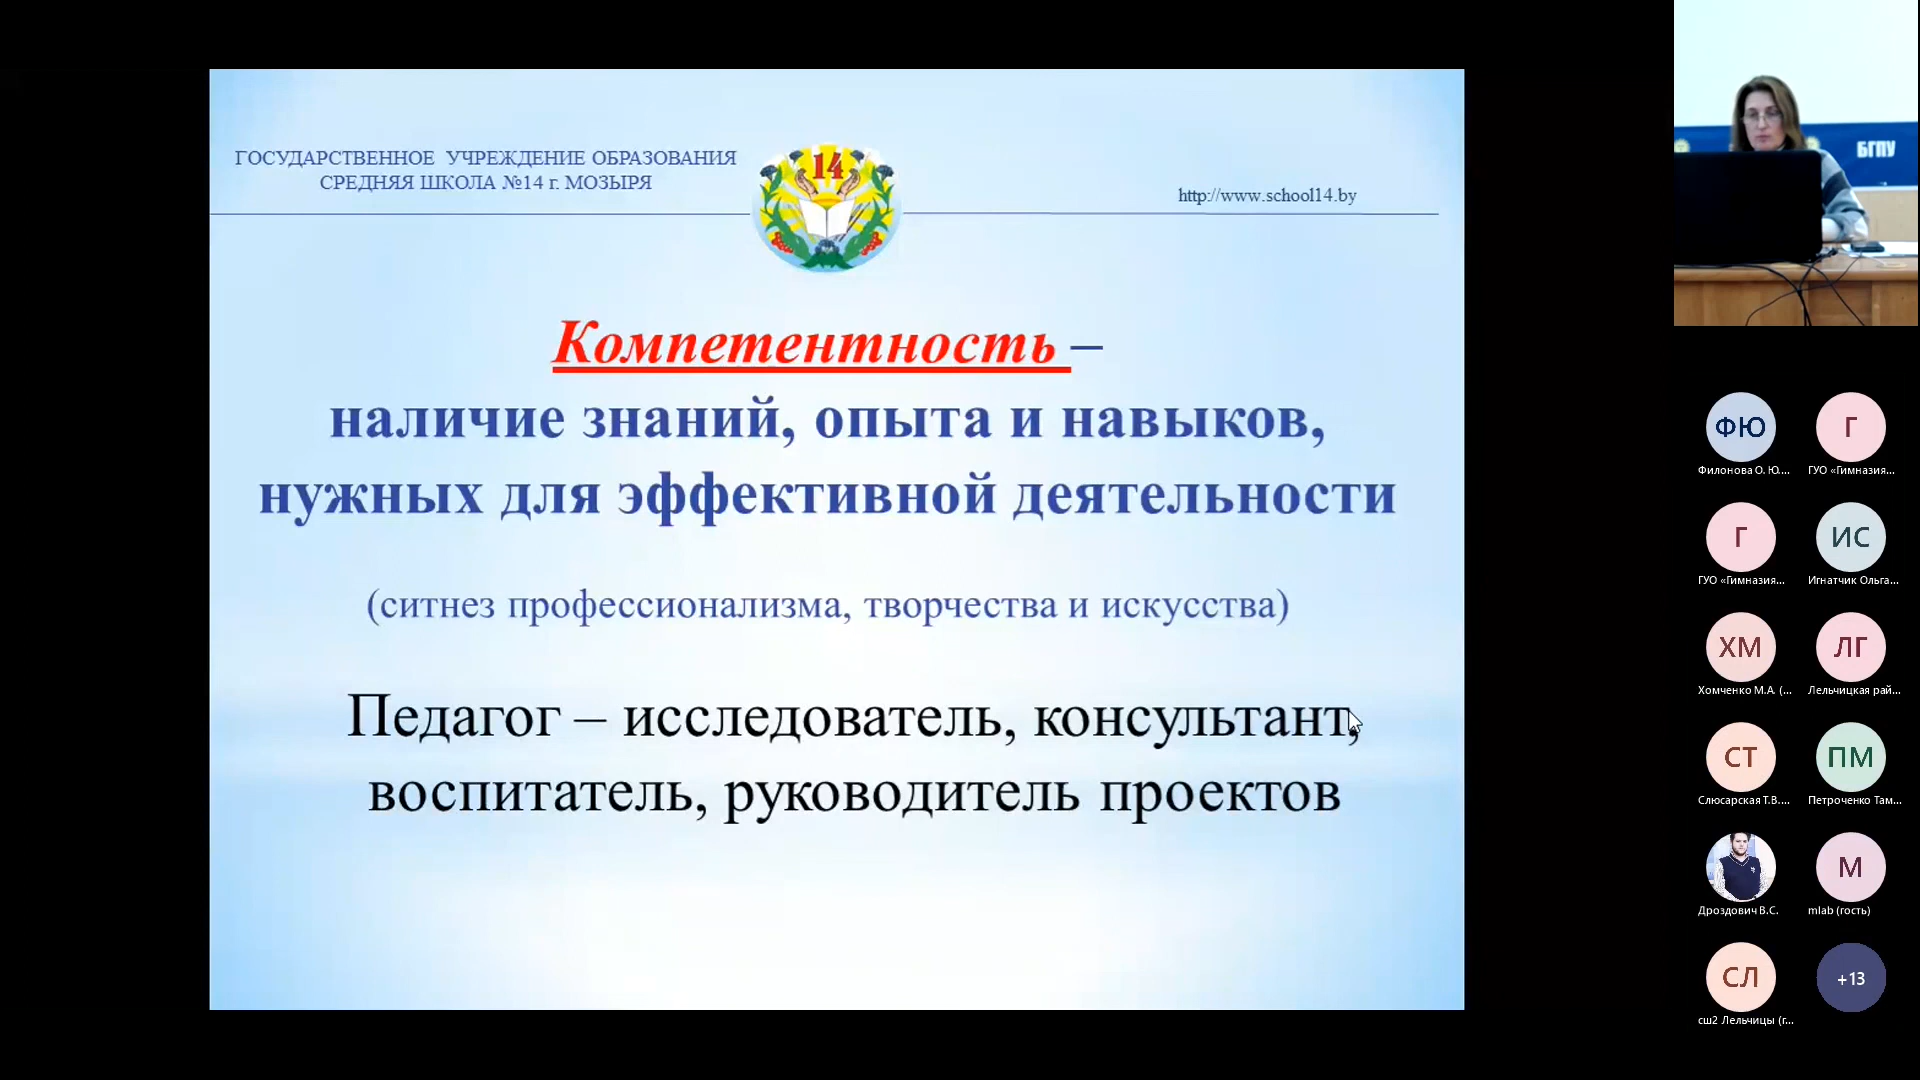 ГОСУДАРСТВЕННОЕ УЧРЕЖДЕНИЕ ОБРАЗОВАНИЯ
СРЕДНЯЯ ШКОЛА №14 г. МОЗЫРЯ
14
http://www.school14.by
Компетентность –
наличие знаний, опыта и навыков,
нужных для эффективной деятельности
(ситнез профессионализма, творчества и искусства)
Педагог – исследователь, консультант,
воспитатель, руководитель проектов
БГПУ
ФЮ
Филонова О. Ю....
Г
ГУО «Гимназия...
Г
ГУО «Гимназия...
ИС
Игнатчик Ольга...
ХМ
Хомченко М.А. (...
ЛГ
Лельчицкая рай...
СТ
Слюсарская Т.В....
ПМ
Петроченко Там...
Дроздович В.С.
М
mlab (гость)
СЛ
сш2 Лельчицы (г...
+13